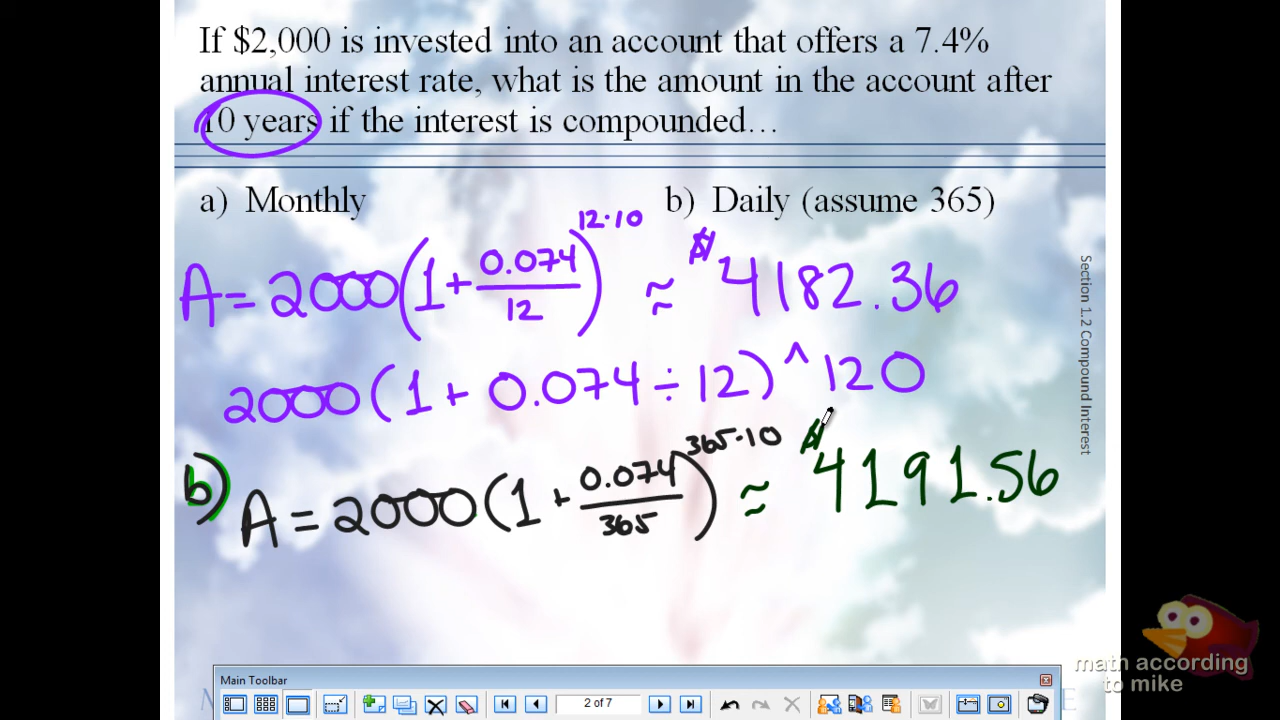 If $2,000 is invested into an account that offers a 7.4%
annual interest rate, what is the amount in the account after
10 years if the interest is compounded…
a) Monthly
b) Daily (assume 365)
A = 2000(1 + 0.074/12)^12·10 ≈ $4182.36
2000(1 + 0.074 ÷ 12)^120
b) A = 2000(1 + 0.074/365)^365·10 ≈ $4191.56
Section 1.2 Compound Interest
Main Toolbar
2 of 7
math according
to mike